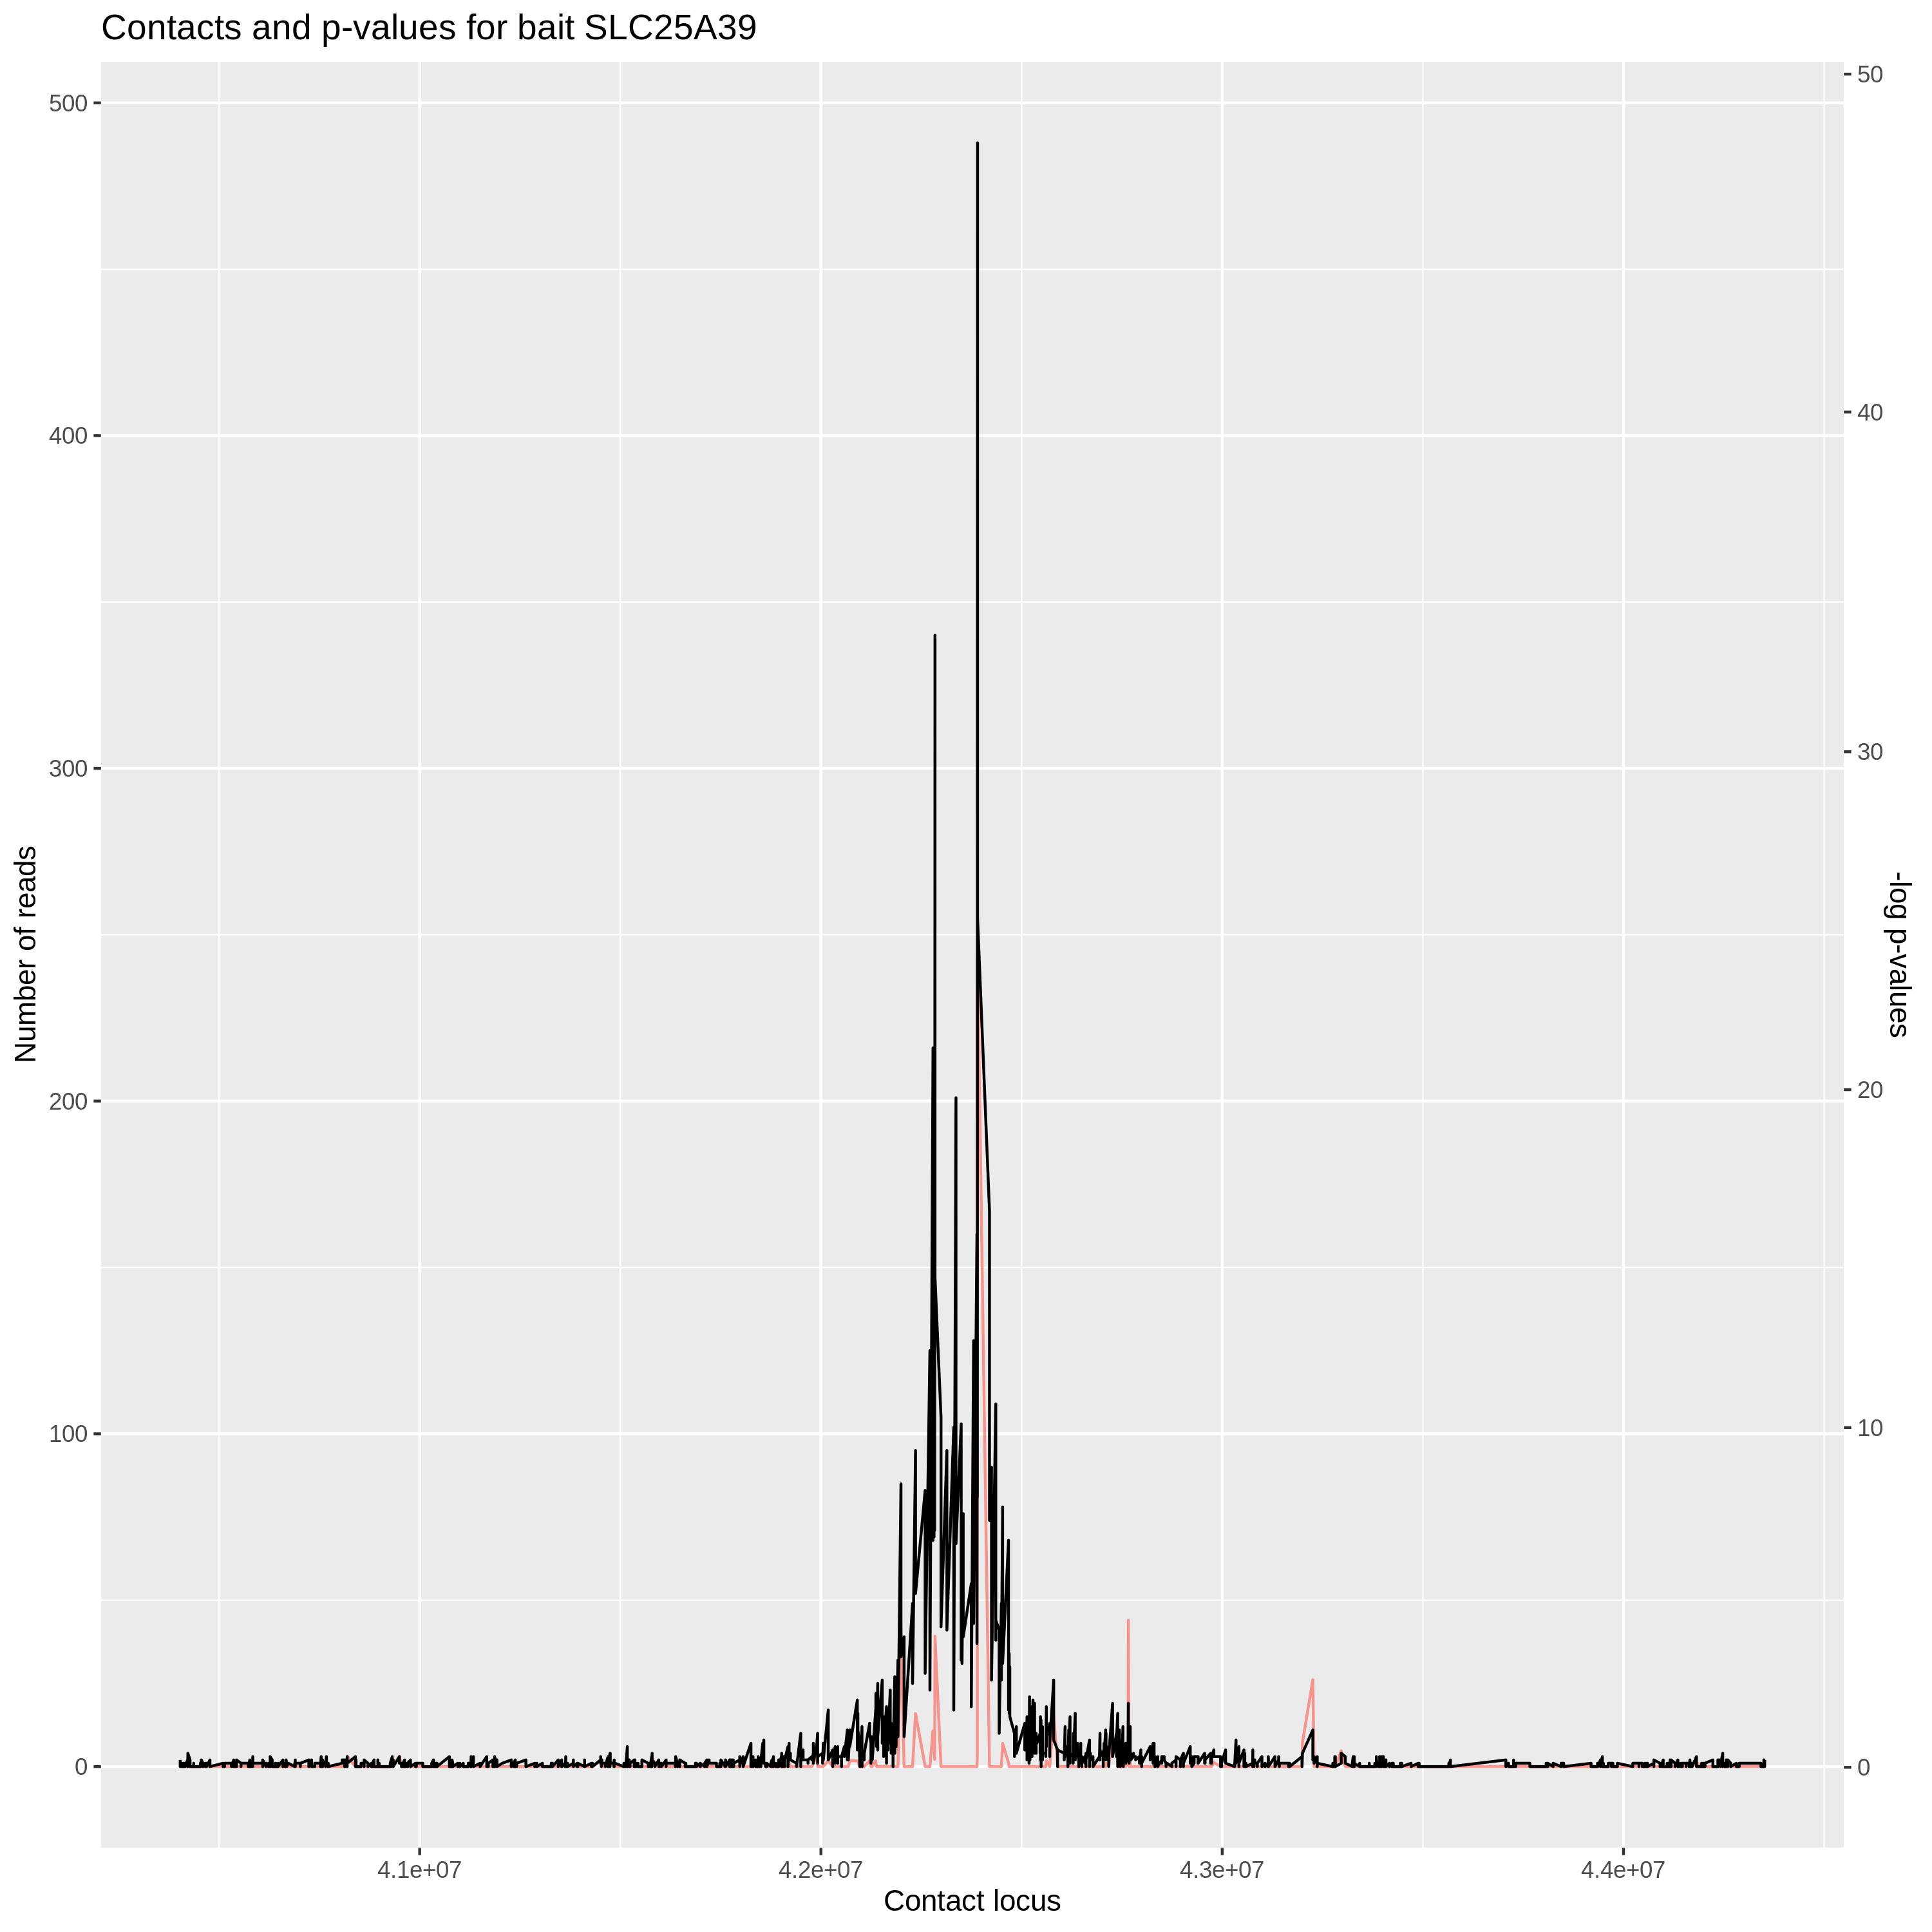 Contacts and p-values for bait SLC25A39
500
400
300
200
100
0
Number of reads
50
40
30
20
10
0
-log p-values
4.1e+07 4.2e+07 4.3e+07 4.4e+07
Contact locus